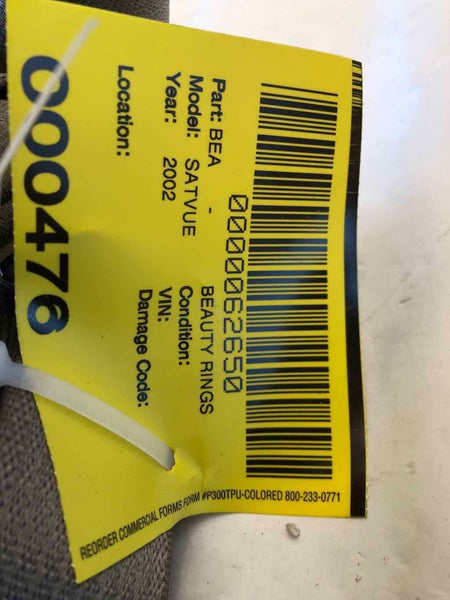 0000062650
Part: BEA - BEAUTY RINGS
Model: SATVUE Condition:
Year: 2002 VIN:
Damage Code:
Location:
000476
REORDER COMMERCIAL FORMS FORM #P300TPU-COLORED 800-233-0771